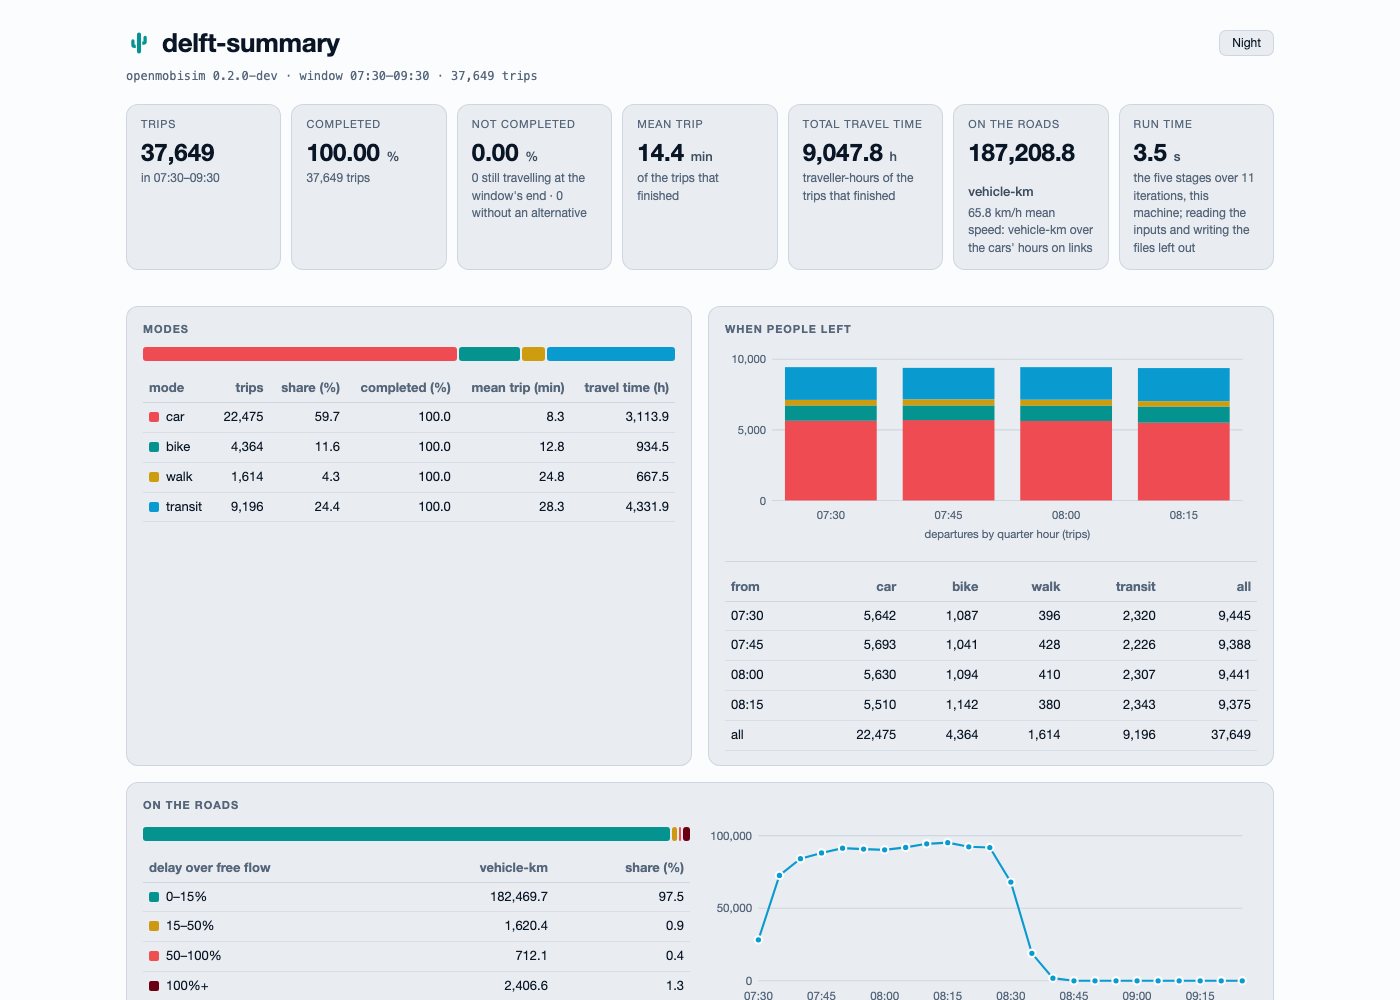 delft-summary
Night
openmobisim 0.2.0-dev · window 07:30–09:30 · 37,649 trips
TRIPS
37,649
in 07:30–09:30
COMPLETED
100.00 %
37,649 trips
NOT COMPLETED
0.00 %
0 still travelling at the
window's end · 0
without an alternative
MEAN TRIP
14.4 min
of the trips that
finished
TOTAL TRAVEL TIME
9,047.8 h
traveller-hours of the
trips that finished
ON THE ROADS
187,208.8
vehicle-km
65.8 km/h mean
speed: vehicle-km over
the cars' hours on links
RUN TIME
3.5 s
the five stages over 11
iterations, this
machine; reading the
inputs and writing the
files left out
MODES
mode trips share (%) completed (%) mean trip (min) travel time (h)
car 22,475 59.7 100.0 8.3 3,113.9
bike 4,364 11.6 100.0 12.8 934.5
walk 1,614 4.3 100.0 24.8 667.5
transit 9,196 24.4 100.0 28.3 4,331.9
WHEN PEOPLE LEFT
10,000
5,000
0
07:30 07:45 08:00 08:15
departures by quarter hour (trips)
from car bike walk transit all
07:30 5,642 1,087 396 2,320 9,445
07:45 5,693 1,041 428 2,226 9,388
08:00 5,630 1,094 410 2,307 9,441
08:15 5,510 1,142 380 2,343 9,375
all 22,475 4,364 1,614 9,196 37,649
ON THE ROADS
delay over free flow vehicle-km share (%)
0–15% 182,469.7 97.5
15–50% 1,620.4 0.9
50–100% 712.1 0.4
100%+ 2,406.6 1.3
100,000
50,000
0
07:30 07:45 08:00 08:15 08:30 08:45 09:00 09:15